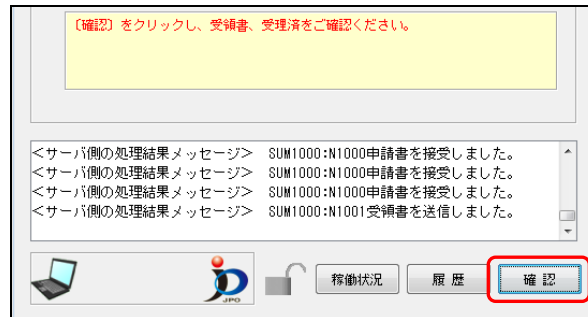 〔確認〕をクリックし、受領書、受理済をご確認ください。
＜サーバ側の処理結果メッセージ＞　SUM1000:N1000申請書を接受しました。
＜サーバ側の処理結果メッセージ＞　SUM1000:N1000申請書を接受しました。
＜サーバ側の処理結果メッセージ＞　SUM1000:N1000申請書を接受しました。
＜サーバ側の処理結果メッセージ＞　SUM1000:N1001受領書を送信しました。
JPO
稼働状況
履 歴
確 認